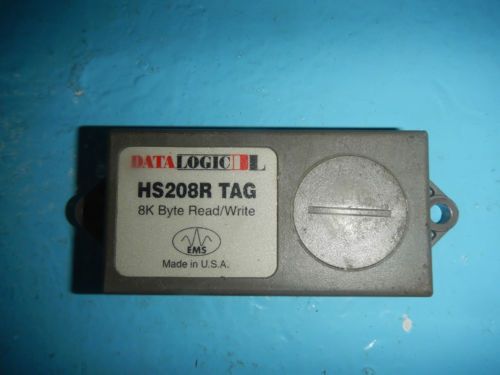 DATALOGIC
HS208R TAG
8K Byte Read/Write
EMS
Made in U.S.A.